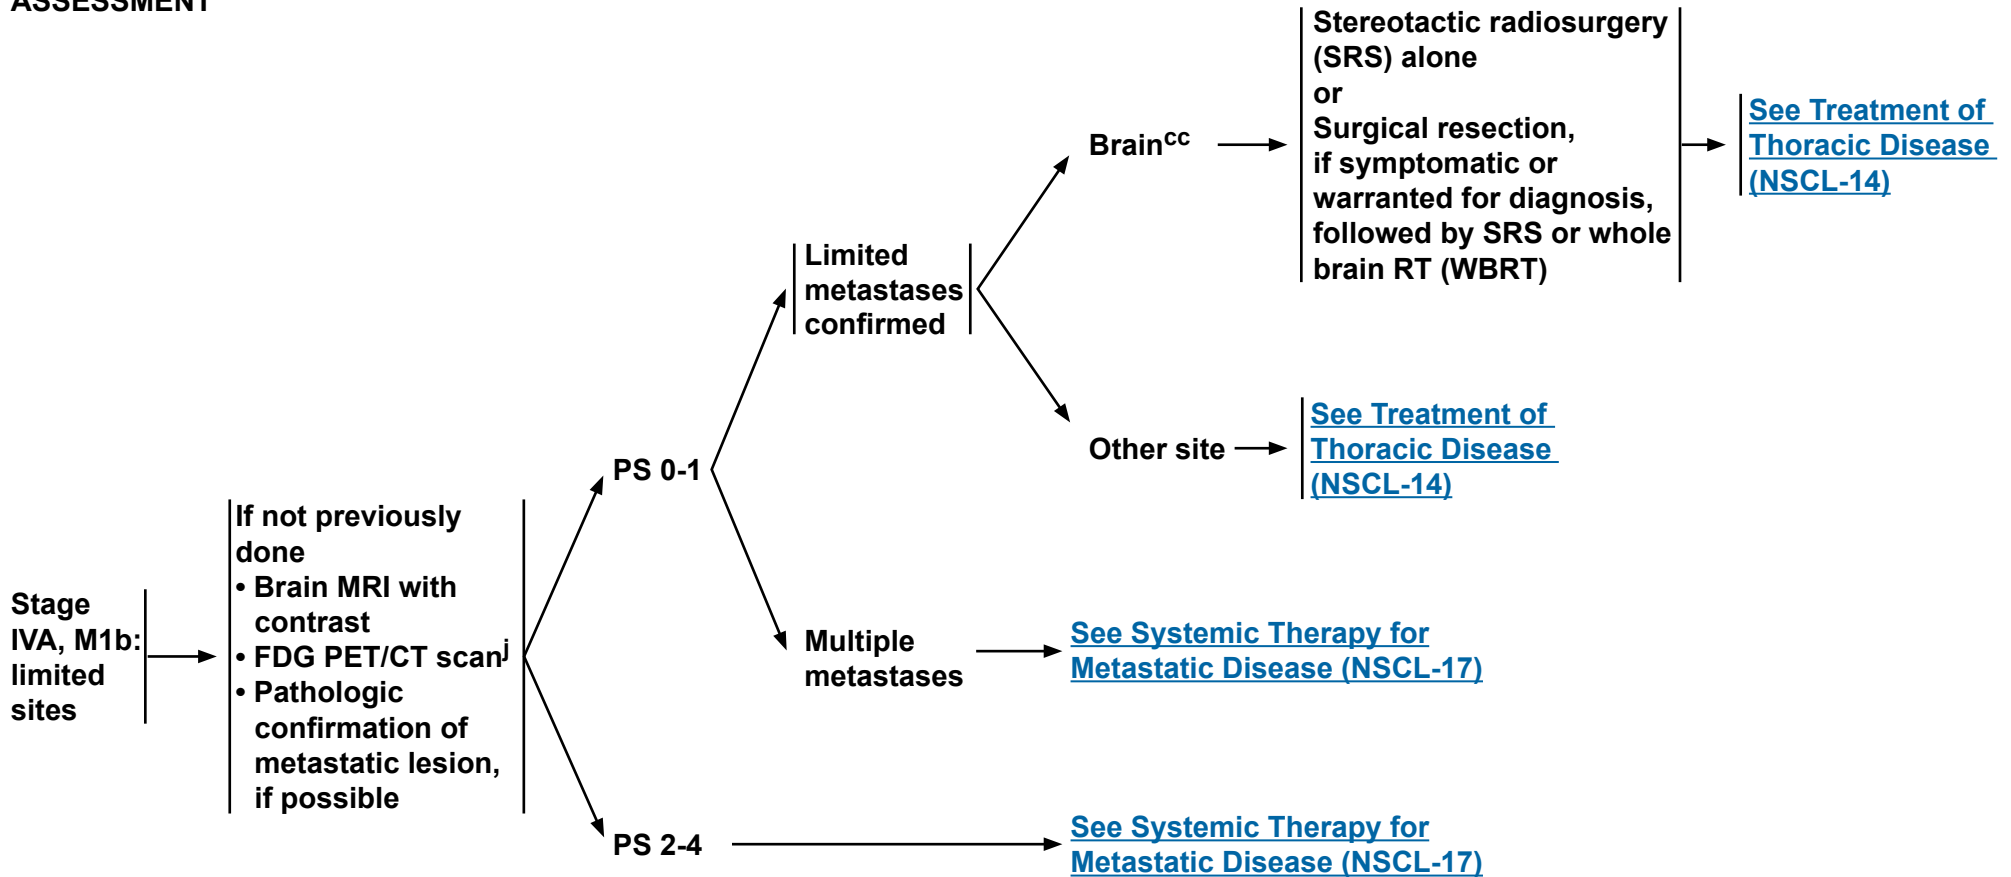 ASSESSMENT
Stage
IVA, M1b:
limited
sites
If not previously
done
• Brain MRI with
contrast
• FDG PET/CT scanj
• Pathologic
confirmation of
metastatic lesion,
if possible
PS 0-1
Limited
metastases
confirmed
Braincc
Stereotactic radiosurgery
(SRS) alone
or
Surgical resection,
if symptomatic or
warranted for diagnosis,
followed by SRS or whole
brain RT (WBRT)
See Treatment of
Thoracic Disease
(NSCL-14)
Other site
See Treatment of
Thoracic Disease
(NSCL-14)
Multiple
metastases
See Systemic Therapy for
Metastatic Disease (NSCL-17)
PS 2-4
See Systemic Therapy for
Metastatic Disease (NSCL-17)